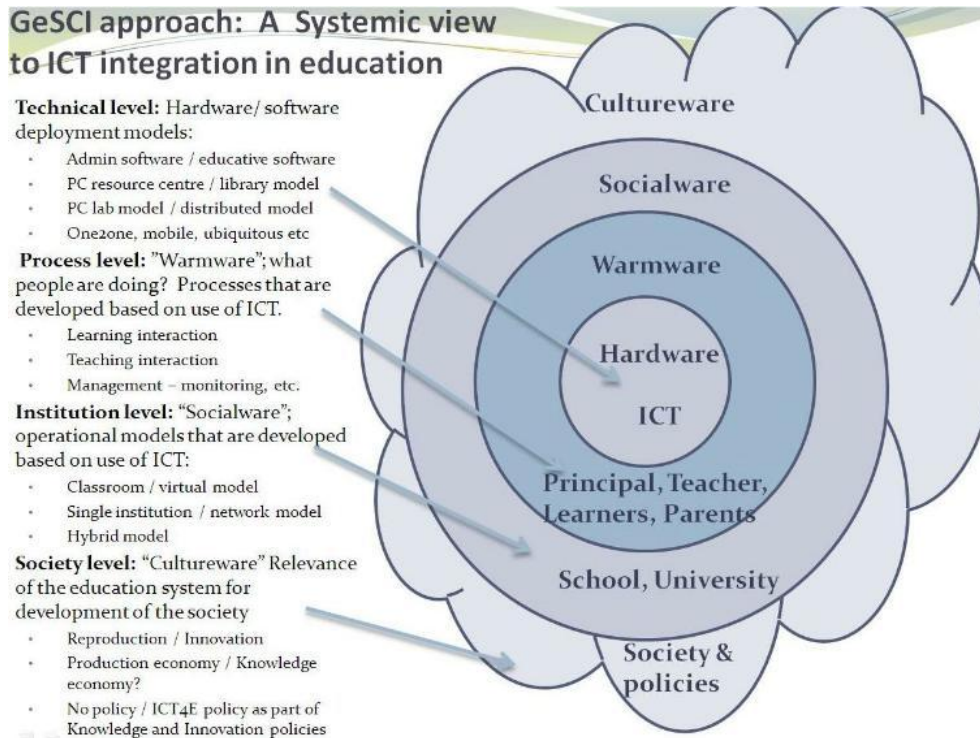 GeSCI approach: A Systemic view
to ICT integration in education
Technical level: Hardware/ software
deployment models:
• Admin software / educative software
• PC resource centre / library model
• PC lab model / distributed model
• One2one, mobile, ubiquitous etc
Process level: "Warmware"; what
people are doing? Processes that are
developed based on use of ICT.
• Learning interaction
• Teaching interaction
• Management – monitoring, etc.
Institution level: "Socialware";
operational models that are developed
based on use of ICT:
• Classroom / virtual model
• Single institution / network model
• Hybrid model
Society level: "Cultureware" Relevance
of the education system for
development of the society
• Reproduction / Innovation
• Production economy / Knowledge
economy?
• No policy / ICT4E policy as part of
Knowledge and Innovation policies
Cultureware
Socialware
Warmware
Hardware
ICT
Principal, Teacher,
Learners, Parents
School, University
Society &
policies